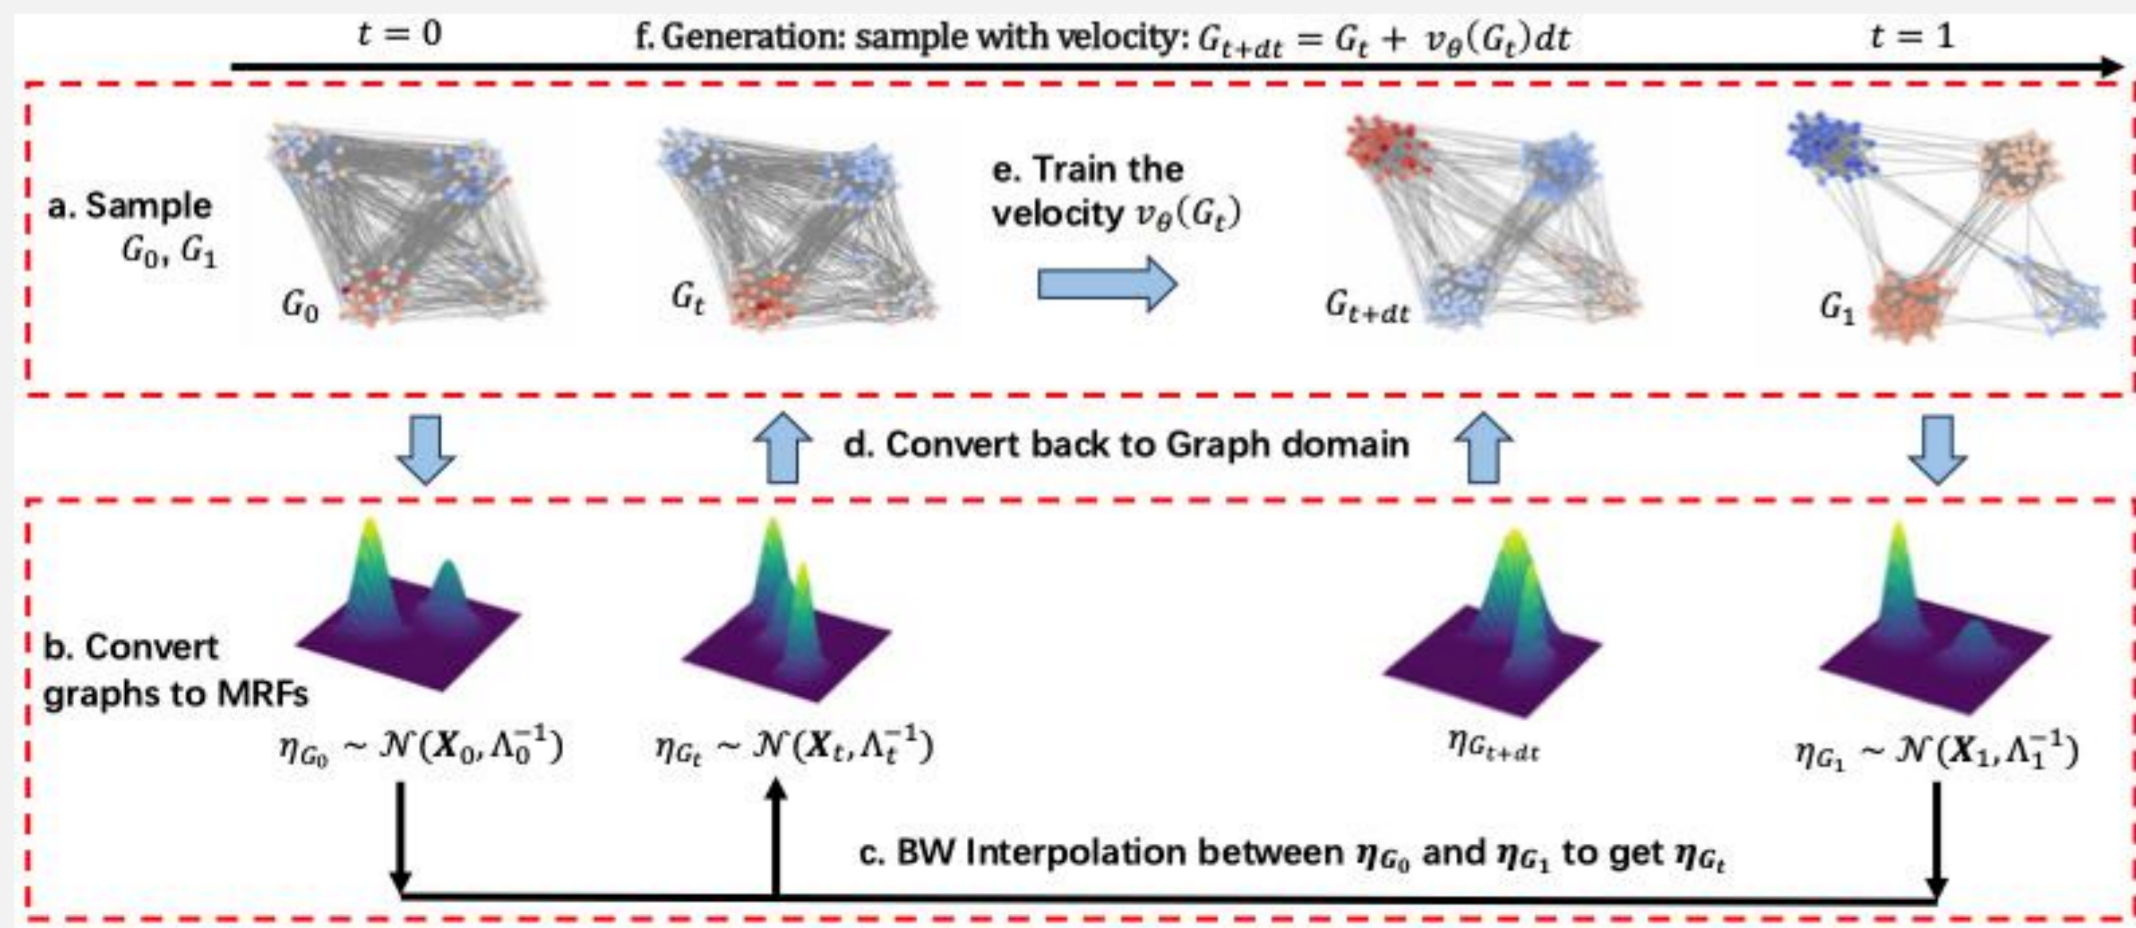 t = 0
f. Generation: sample with velocity: G_{t+dt} = G_t + v_θ(G_t)dt
t = 1
a. Sample
G_0, G_1
G_0
G_t
e. Train the
velocity v_θ(G_t)
G_{t+dt}
G_1
d. Convert back to Graph domain
b. Convert
graphs to MRFs
η_{G_0} ~ 𝒩(X_0, Λ_0^{-1})
η_{G_t} ~ 𝒩(X_t, Λ_t^{-1})
η_{G_{t+dt}}
η_{G_1} ~ 𝒩(X_1, Λ_1^{-1})
c. BW Interpolation between η_{G_0} and η_{G_1} to get η_{G_t}